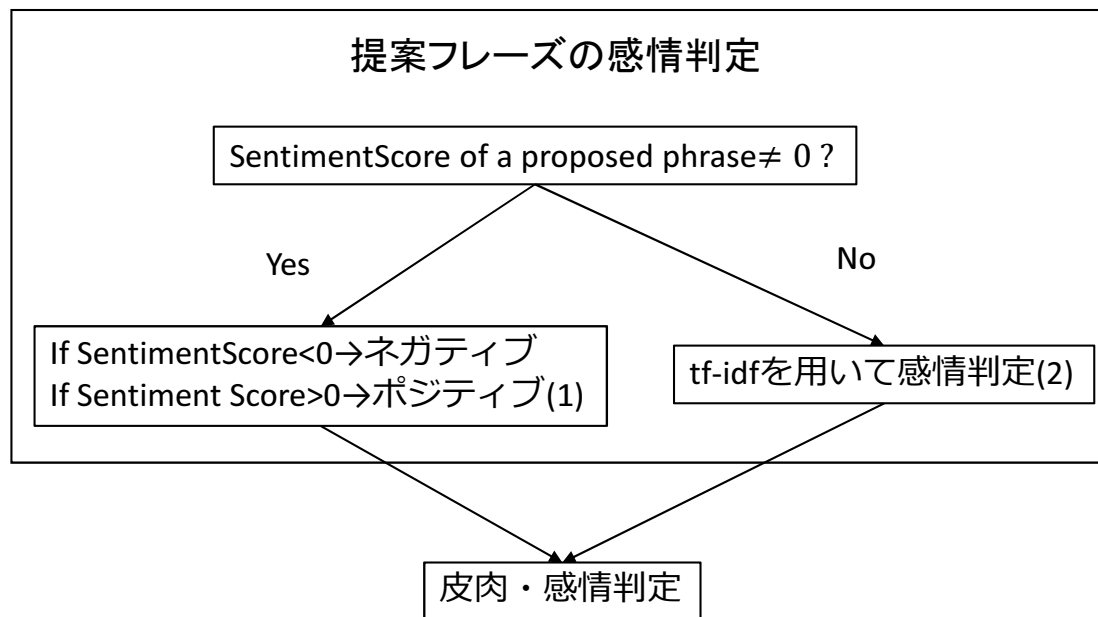 提案フレーズの感情判定
SentimentScore of a proposed phrase≠ 0 ?
Yes
No
If SentimentScore<0→ネガティブ
If Sentiment Score>0→ポジティブ(1)
tf-idfを用いて感情判定(2)
皮肉・感情判定